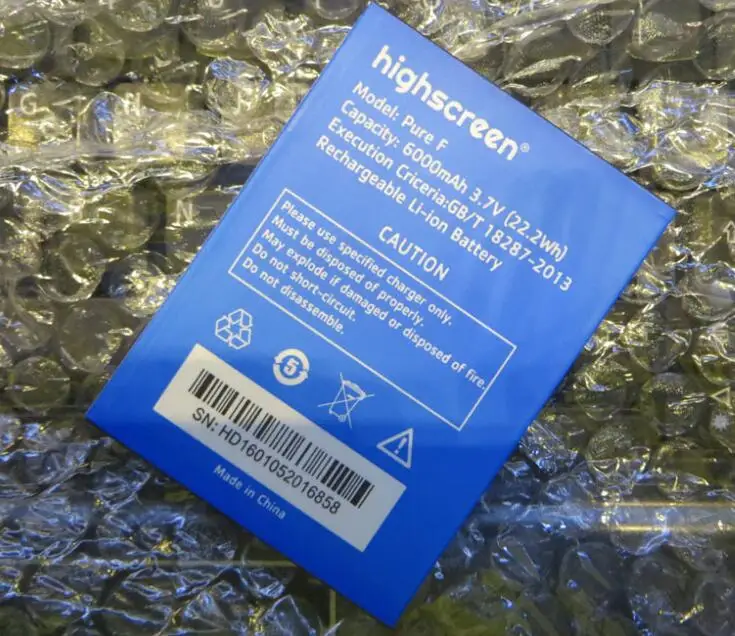 highscreen®
Model: Pure F
Capacity: 6000mAh 3.7V (22.2Wh)
Execution Criceria:GB/T 18287-2013
Rechargeable Li-ion Battery
CAUTION
Please use specified charger only.
Must be disposed of properly.
May explode if damaged or disposed of fire.
Do not short-circuit.
Do not disassemble.
5
SN: HD1601052016858
Made in China
G
H
N